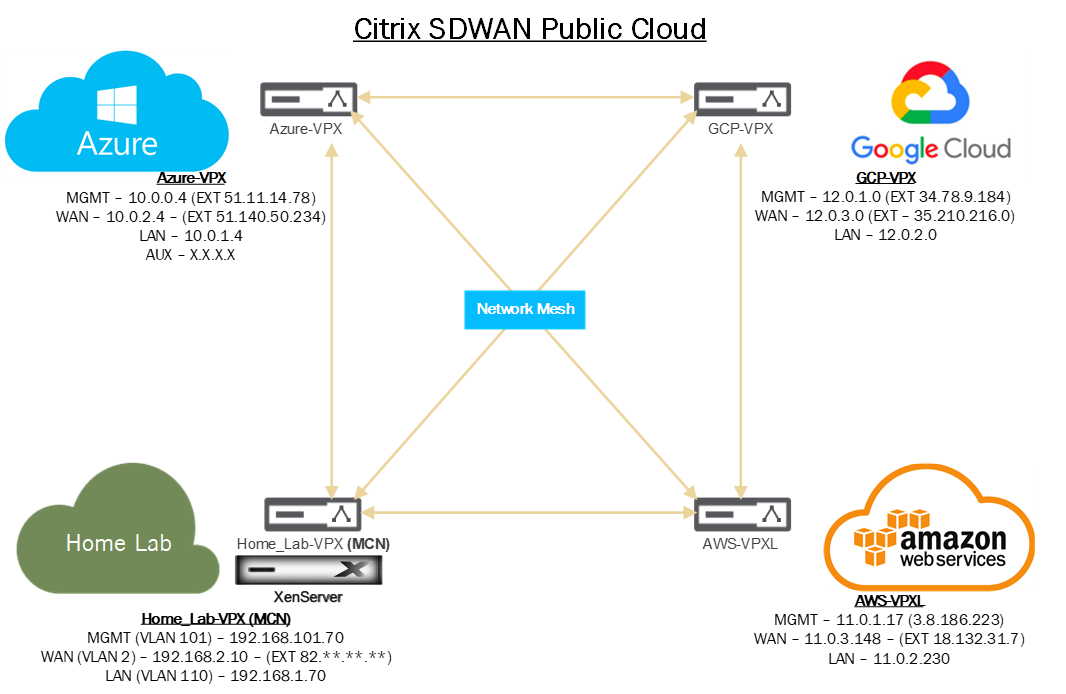 Citrix SDWAN Public Cloud
Azure
Azure-VPX
GCP-VPX
Google Cloud
Azure-VPX
MGMT – 10.0.0.4 (EXT 51.11.14.78)
WAN – 10.0.2.4 – (EXT 51.140.50.234)
LAN – 10.0.1.4
AUX – X.X.X.X
GCP-VPX
MGMT – 12.0.1.0 (EXT 34.78.9.184)
WAN – 12.0.3.0 (EXT – 35.210.216.0)
LAN – 12.0.2.0
Network Mesh
Home Lab
Home_Lab-VPX (MCN)
XenServer
AWS-VPXL
amazon
web services
Home_Lab-VPX (MCN)
MGMT (VLAN 101) – 192.168.101.70
WAN (VLAN 2) – 192.168.2.10 – (EXT 82.**.**.**)
LAN (VLAN 110) – 192.168.1.70
AWS-VPXL
MGMT – 11.0.1.17 (3.8.186.223)
WAN – 11.0.3.148 – (EXT 18.132.31.7)
LAN – 11.0.2.230